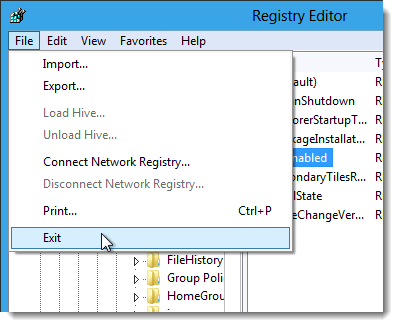 Registry Editor
File Edit View Favorites Help
Import...
Export...
Load Hive...
Unload Hive...
Connect Network Registry...
Disconnect Network Registry...
Print... Ctrl+P
Exit
FileHistory
Group Poli
HomeGrou
Ty
ault) R
onShutdown R
orerStartupT... R
kageInstallat... R
nabled R
ondaryTilesR... R
lState R
eChangeVer... R